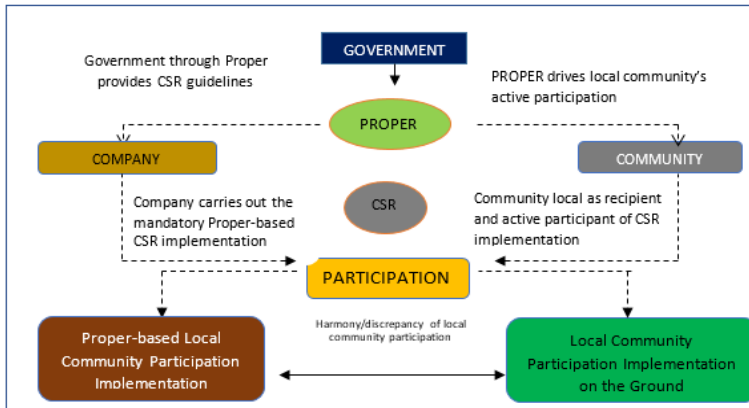 GOVERNMENT
Government through Proper
provides CSR guidelines
PROPER drives local community's
active participation
PROPER
COMPANY
COMMUNITY
Company carries out the
mandatory Proper-based
CSR implementation
CSR
Community local as recipient
and active participant of CSR
implementation
PARTICIPATION
Harmony/discrepancy of local
community participation
Proper-based Local
Community Participation
Implementation
Local Community
Participation Implementation
on the Ground